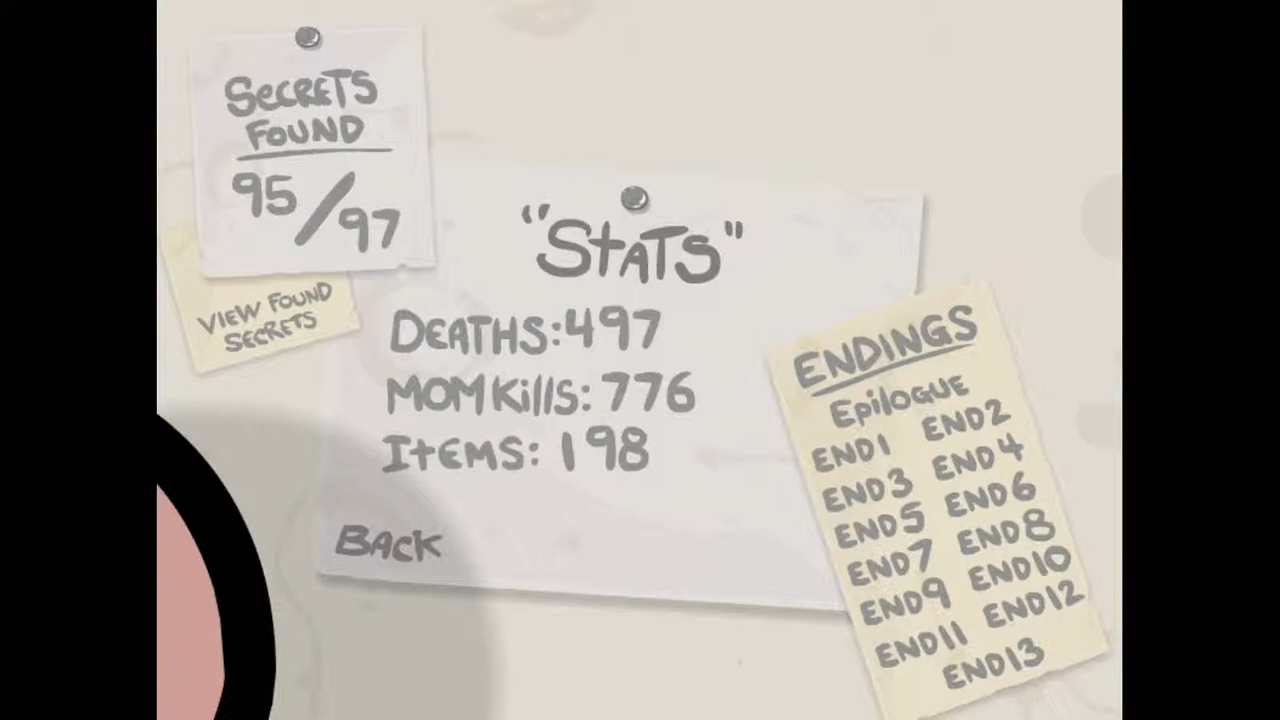 SECRETS
FOUND
95/97
VIEW FOUND
SECRETS
"STATS"
DEATHS:497
MOM Kills: 776
ITEMS: 198
BACK
ENDINGS
EpilOGUE
END1 END2
END3 END4
END5 END6
END7 END8
END9 END10
END11 END12
END13